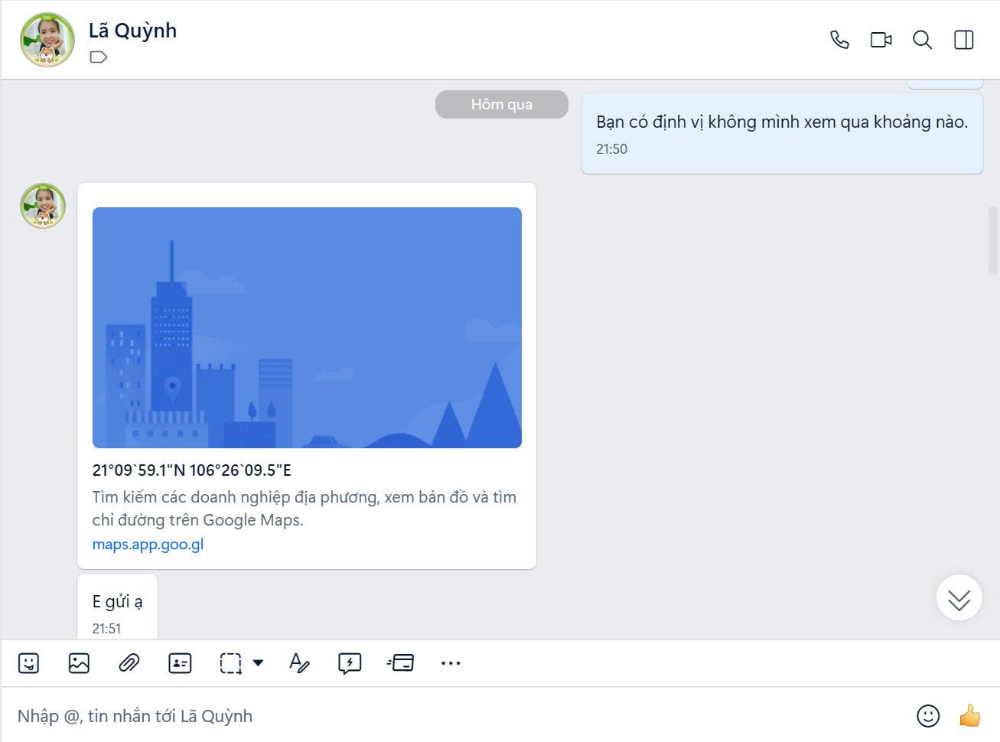 Lã Quỳnh
Hôm qua
Bạn có định vị không mình xem qua khoảng nào.
21:50
21°09`59.1"N 106°26`09.5"E
Tìm kiếm các doanh nghiệp địa phương, xem bản đồ và tìm
chỉ đường trên Google Maps.
maps.app.goo.gl
E gửi ạ
21:51
Nhập @, tin nhắn tới Lã Quỳnh